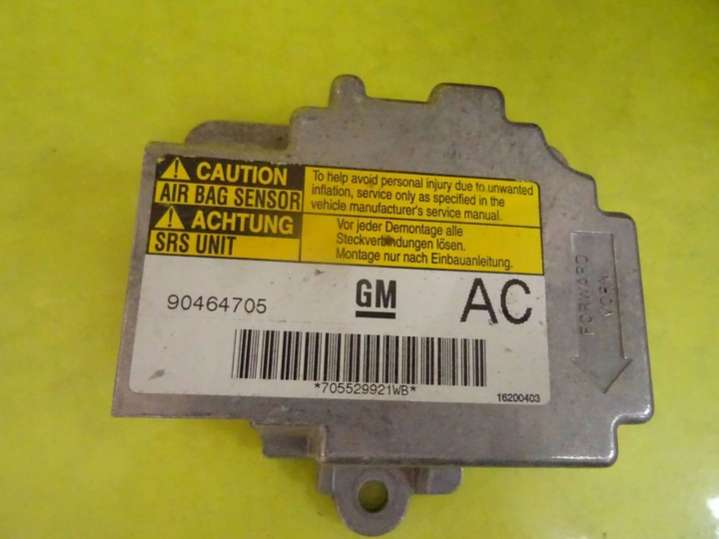 CAUTION
AIR BAG SENSOR
To help avoid personal injury due to unwanted
inflation, service only as specified in the
vehicle manufacturer's service manual.
ACHTUNG
SRS UNIT
Vor jeder Demontage alle
Steckverbindungen lösen.
Montage nur nach Einbauanleitung.
90464705
GM
AC
*705529921WB*
16200403
FORWARD
VORN